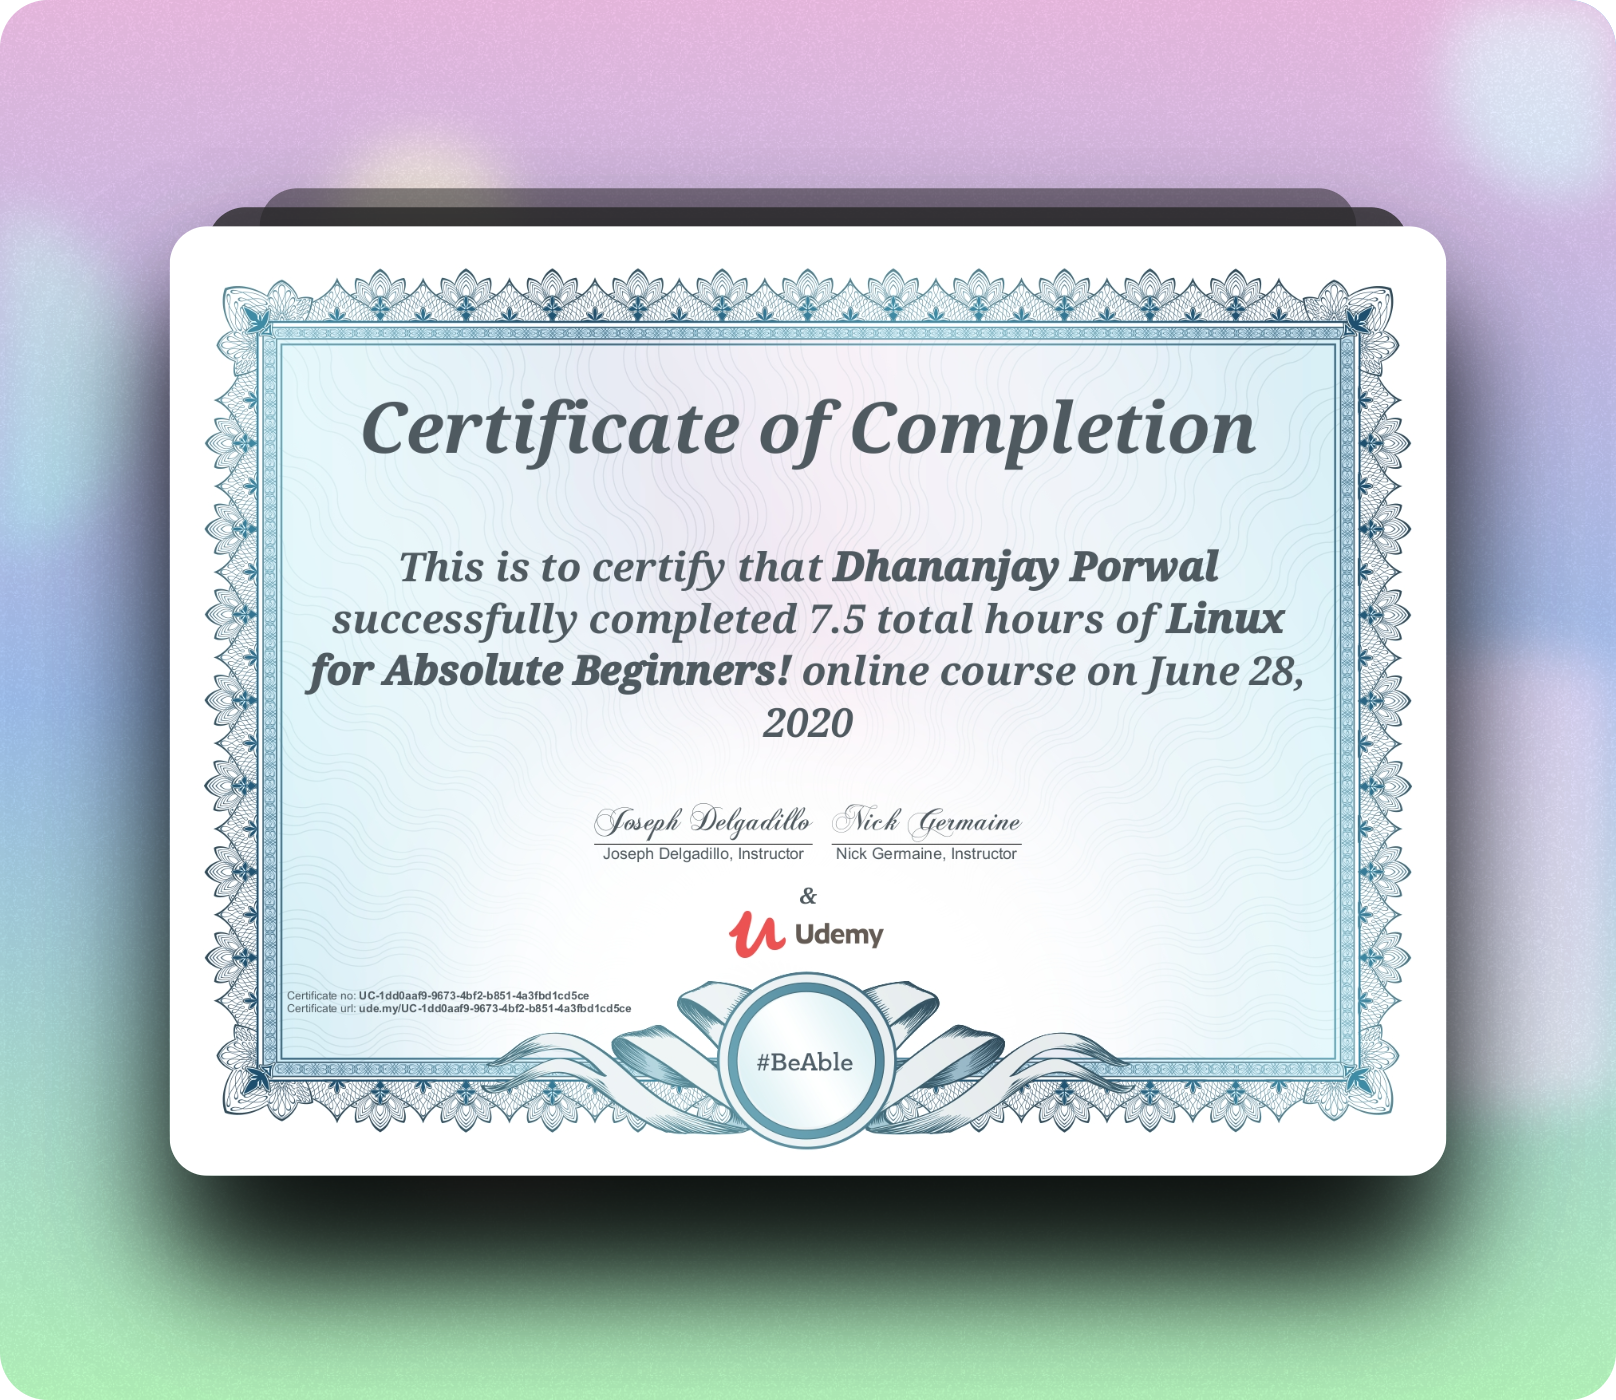 Certificate of Completion
This is to certify that Dhananjay Porwal
successfully completed 7.5 total hours of Linux
for Absolute Beginners! online course on June 28,
2020
Joseph Delgadillo Nick Germaine
Joseph Delgadillo, Instructor Nick Germaine, Instructor
&
Udemy
Certificate no: UC-1dd0aaf9-9673-4bf2-b851-4a3fbd1cd5ce
Certificate url: ude.my/UC-1dd0aaf9-9673-4bf2-b851-4a3fbd1cd5ce
#BeAble